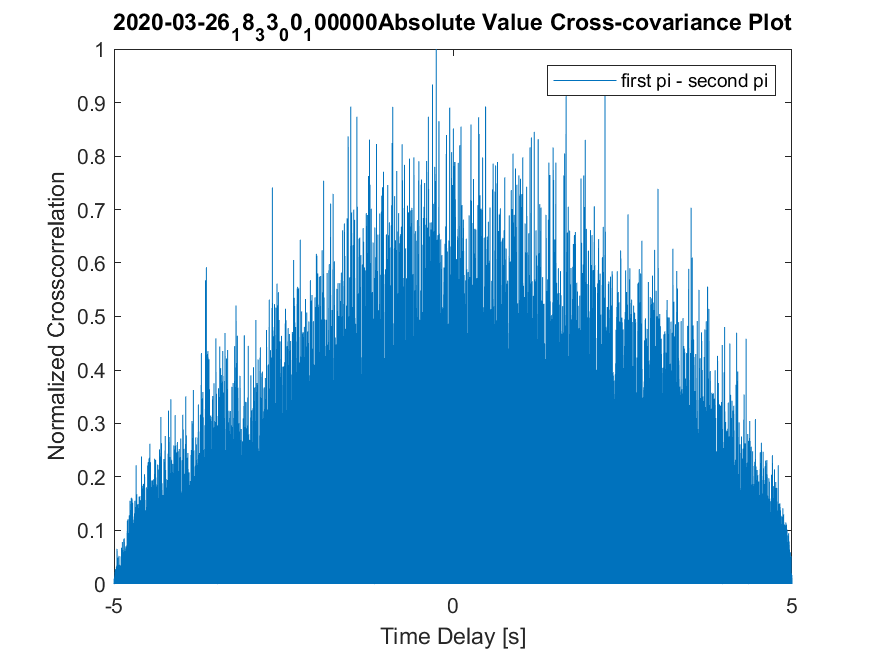 2020-03-26₁8₃3₀0₁00000Absolute Value Cross-covariance Plot
first pi - second pi
1
0.9
0.8
0.7
0.6
0.5
0.4
0.3
0.2
0.1
0
Normalized Crosscorrelation
-5 0 5
Time Delay [s]